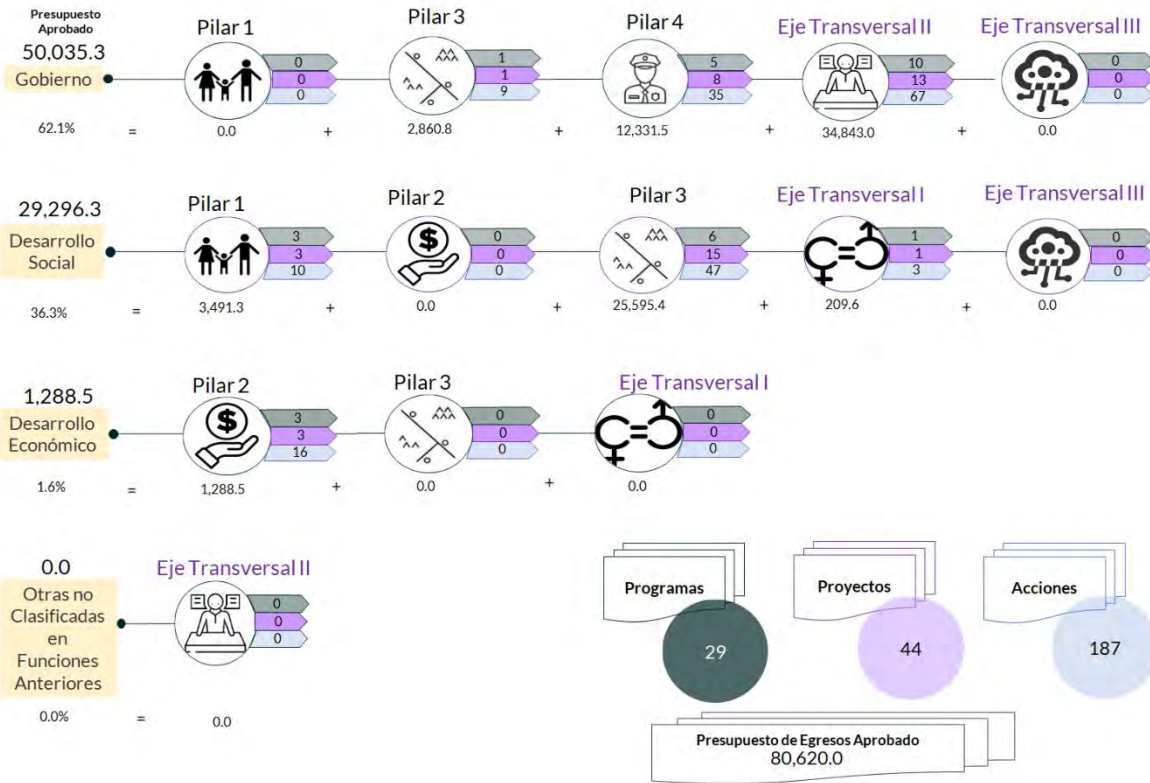 Presupuesto
Aprobado
50,035.3
Gobierno
62.1%
=
Pilar 1
0
0
0
0.0
+
Pilar 3
1
1
9
2,860.8
+
Pilar 4
5
8
35
12,331.5
+
Eje Transversal II
10
13
67
34,843.0
+
Eje Transversal III
0
0
0
0.0
29,296.3
Desarrollo
Social
36.3%
=
Pilar 1
3
3
10
3,491.3
+
Pilar 2
0
0
0
0.0
+
Pilar 3
6
15
47
25,595.4
+
Eje Transversal I
1
1
3
209.6
+
Eje Transversal III
0
0
0
0.0
1,288.5
Desarrollo
Económico
1.6%
=
Pilar 2
3
3
16
1,288.5
+
Pilar 3
0
0
0
0.0
+
Eje Transversal I
0
0
0
0.0
0.0
Otras no
Clasificadas
en
Funciones
Anteriores
0.0%
=
Eje Transversal II
0
0
0
0.0
Programas
29
Proyectos
44
Acciones
187
Presupuesto de Egresos Aprobado
80,620.0